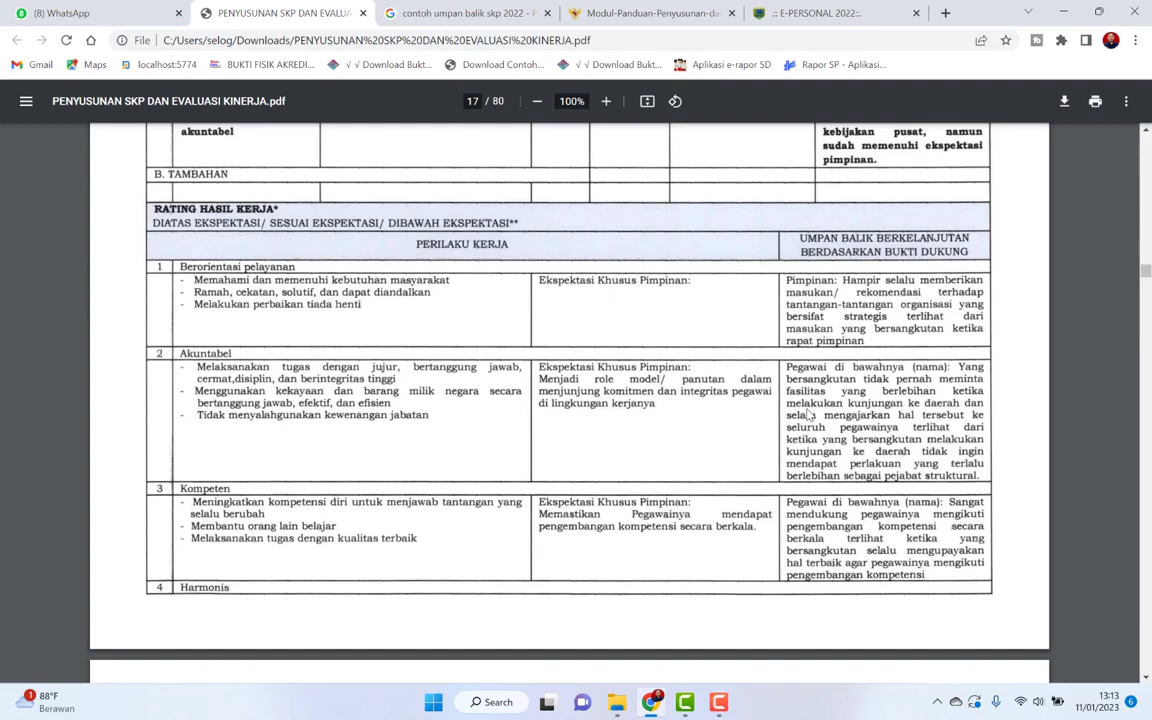 (8) WhatsApp
PENYUSUNAN SKP DAN EVALUA
contoh umpan balik skp 2022 - P
Modul-Panduan-Penyusunan-da
.:: E-PERSONAL 2022::.
File
C:/Users/selog/Downloads/PENYUSUNAN%20SKP%20DAN%20EVALUASI%20KINERJA.pdf
Gmail
Maps
localhost:5774
BUKTI FISIK AKREDI...
√ √ Download Bukt...
Download Contoh...
√ √ Download Bukt...
Aplikasi e-rapor SD
Rapor SP - Aplikasi...
PENYUSUNAN SKP DAN EVALUASI KINERJA.pdf
17 / 80
100%
akuntabel
kebijakan pusat, namun
sudah memenuhi ekspektasi
pimpinan.
B. TAMBAHAN
RATING HASIL KERJA*
DIATAS EKSPEKTASI/ SESUAI EKSPEKTASI/ DIBAWAH EKSPEKTASI**
PERILAKU KERJA
UMPAN BALIK BERKELANJUTAN
BERDASARKAN BUKTI DUKUNG
1 Berorientasi pelayanan
- Memahami dan memenuhi kebutuhan masyarakat
- Ramah, cekatan, solutif, dan dapat diandalkan
- Melakukan perbaikan tiada henti
Ekspektasi Khusus Pimpinan:
Pimpinan: Hampir selalu memberikan
masukan/ rekomendasi terhadap
tantangan-tantangan organisasi yang
bersifat strategis terlihat dari
masukan yang bersangkutan ketika
rapat pimpinan
2 Akuntabel
- Melaksanakan tugas dengan jujur, bertanggung jawab,
cermat,disiplin, dan berintegritas tinggi
- Menggunakan kekayaan dan barang milik negara secara
bertanggung jawab, efektif, dan efisien
- Tidak menyalahgunakan kewenangan jabatan
Ekspektasi Khusus Pimpinan:
Menjadi role model/ panutan dalam
menjunjung komitmen dan integritas pegawai
di lingkungan kerjanya
Pegawai di bawahnya (nama): Yang
bersangkutan tidak pernah meminta
fasilitas yang berlebihan ketika
melakukan kunjungan ke daerah dan
selalu mengajarkan hal tersebut ke
seluruh pegawainya terlihat dari
ketika yang bersangkutan melakukan
kunjungan ke daerah tidak ingin
mendapat perlakuan yang terlalu
berlebihan sebagai pejabat struktural.
3 Kompeten
- Meningkatkan kompetensi diri untuk menjawab tantangan yang
selalu berubah
- Membantu orang lain belajar
- Melaksanakan tugas dengan kualitas terbaik
Ekspektasi Khusus Pimpinan:
Memastikan Pegawainya mendapat
pengembangan kompetensi secara berkala.
Pegawai di bawahnya (nama): Sangat
mendukung pegawainya mengikuti
pengembangan kompetensi secara
berkala terlihat ketika yang
bersangkutan selalu mengupayakan
hal terbaik agar pegawainya mengikuti
pengembangan kompetensi
4 Harmonis
1
88°F
Berawan
Search
13:13
11/01/2023
6